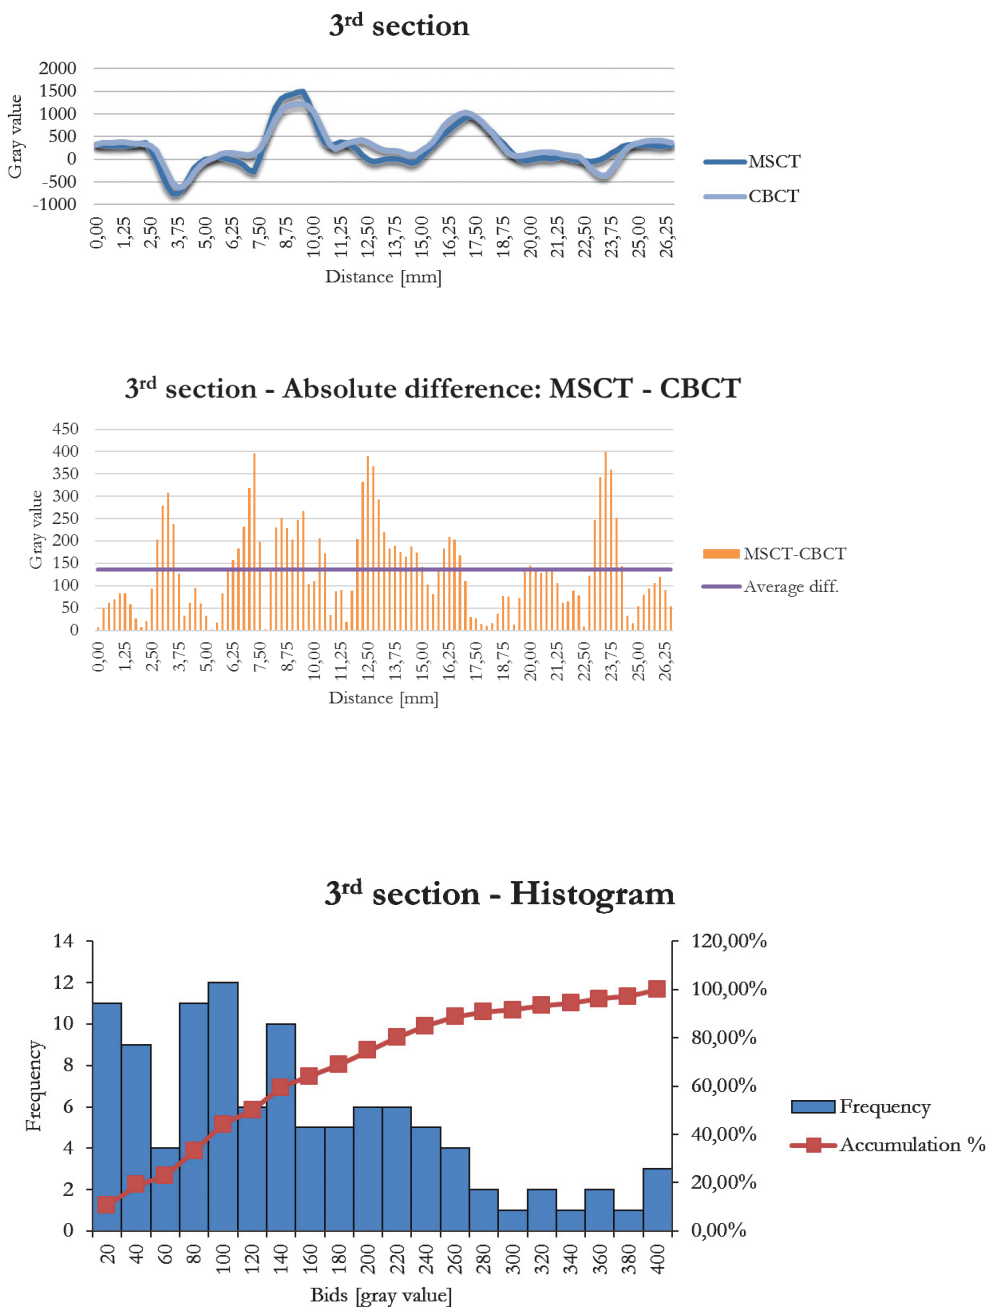 3rd section
2000
1500
1000
500
0
-500
-1000
Gray value
0,00 1,25 2,50 3,75 5,00 6,25 7,50 8,75 10,00 11,25 12,50 13,75 15,00 16,25 17,50 18,75 20,00 21,25 22,50 23,75 25,00 26,25
Distance [mm]
MSCT
CBCT
3rd section - Absolute difference: MSCT - CBCT
450
400
350
300
250
200
150
100
50
0
Gray value
0,00 1,25 2,50 3,75 5,00 6,25 7,50 8,75 10,00 11,25 12,50 13,75 15,00 16,25 17,50 18,75 20,00 21,25 22,50 23,75 25,00 26,25
Distance [mm]
MSCT-CBCT
Average diff.
3rd section - Histogram
14
12
10
8
6
4
2
0
Frequency
120,00%
100,00%
80,00%
60,00%
40,00%
20,00%
0,00%
20 40 60 80 100 120 140 160 180 200 220 240 260 280 300 320 340 360 380 400
Bids [gray value]
Frequency
Accumulation %